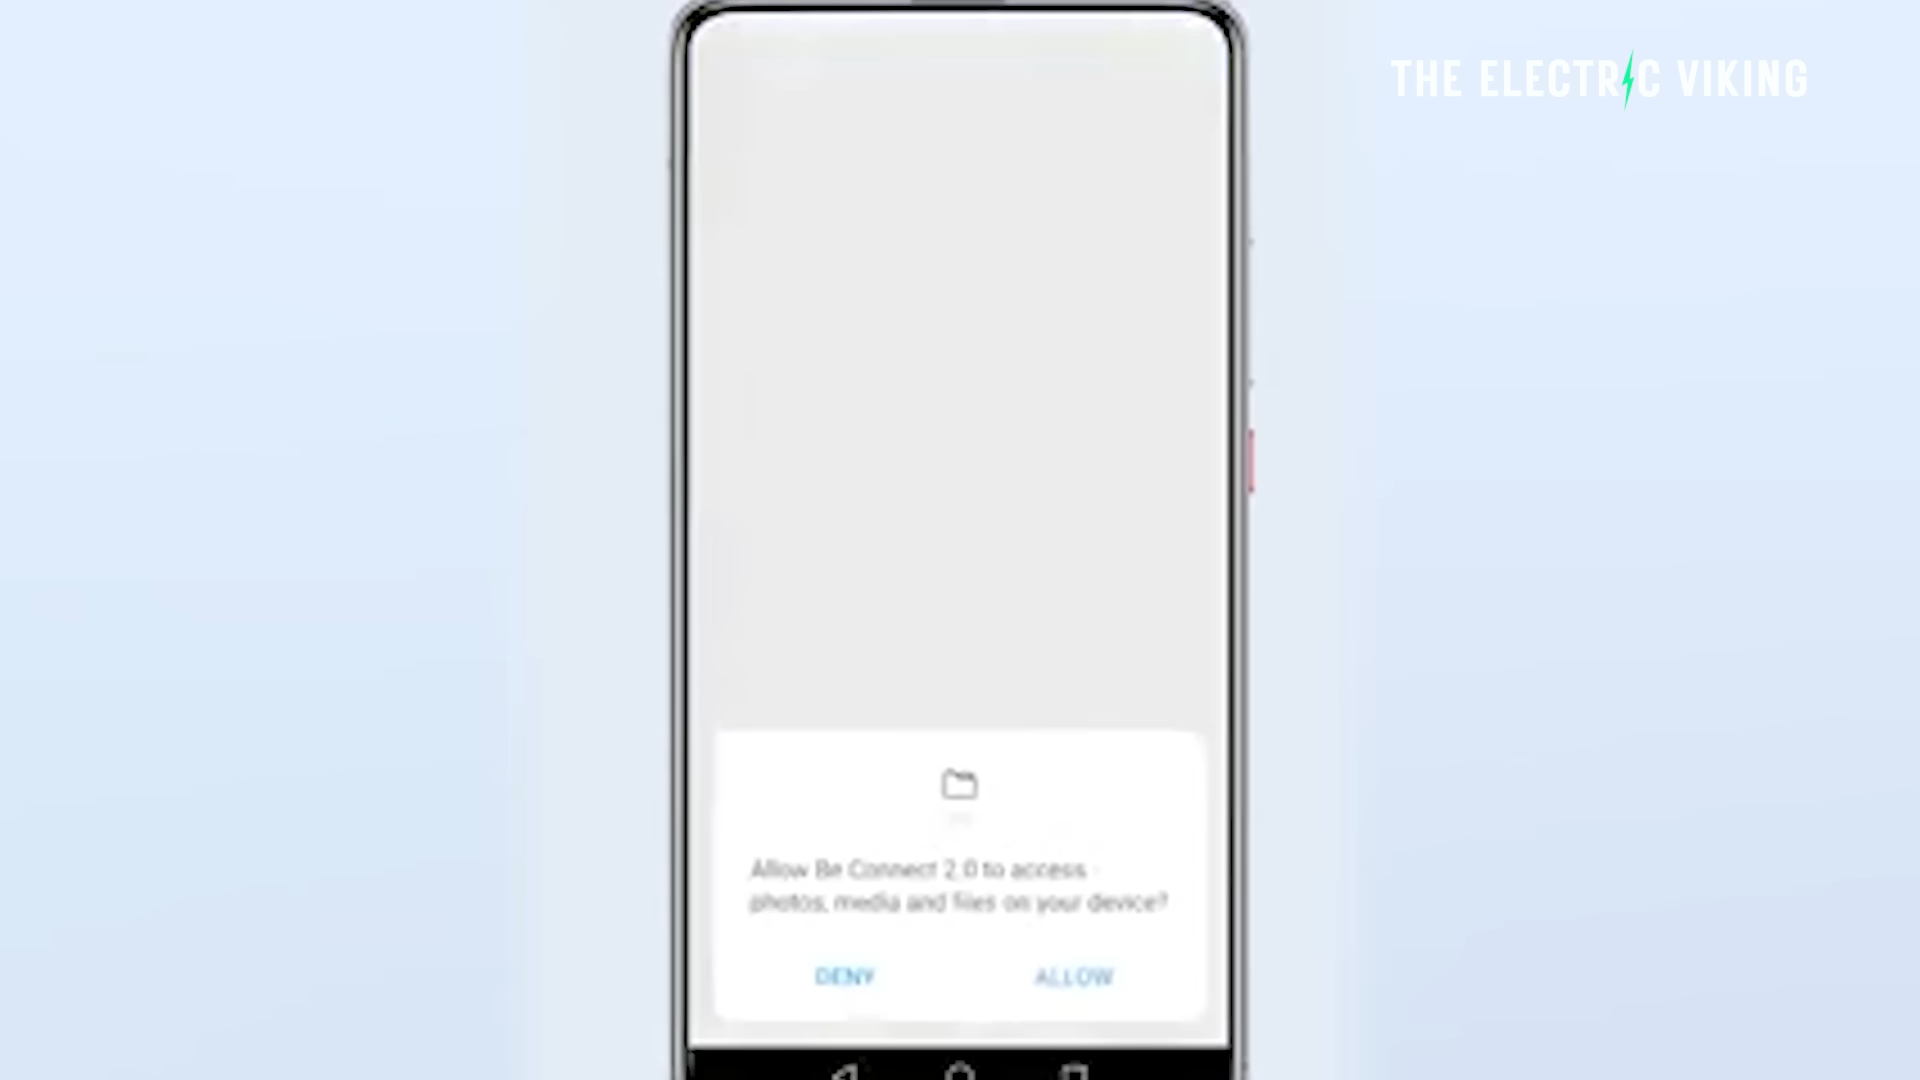 THE ELECTRIC VIKING
Allow Be Connect 2.0 to access
photos, media and files on your device?
DENY
ALLOW